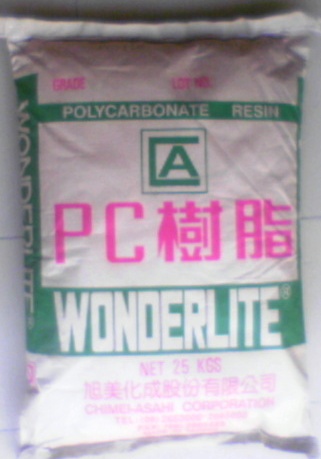 GRADE LOT NO.
POLYCARBONATE RESIN
CA
PC樹脂
WONDERLITE®
NET 25 KGS
旭美化成股份有限公司
CHIMEI-ASAHI CORPORATION
WONDERLITE®